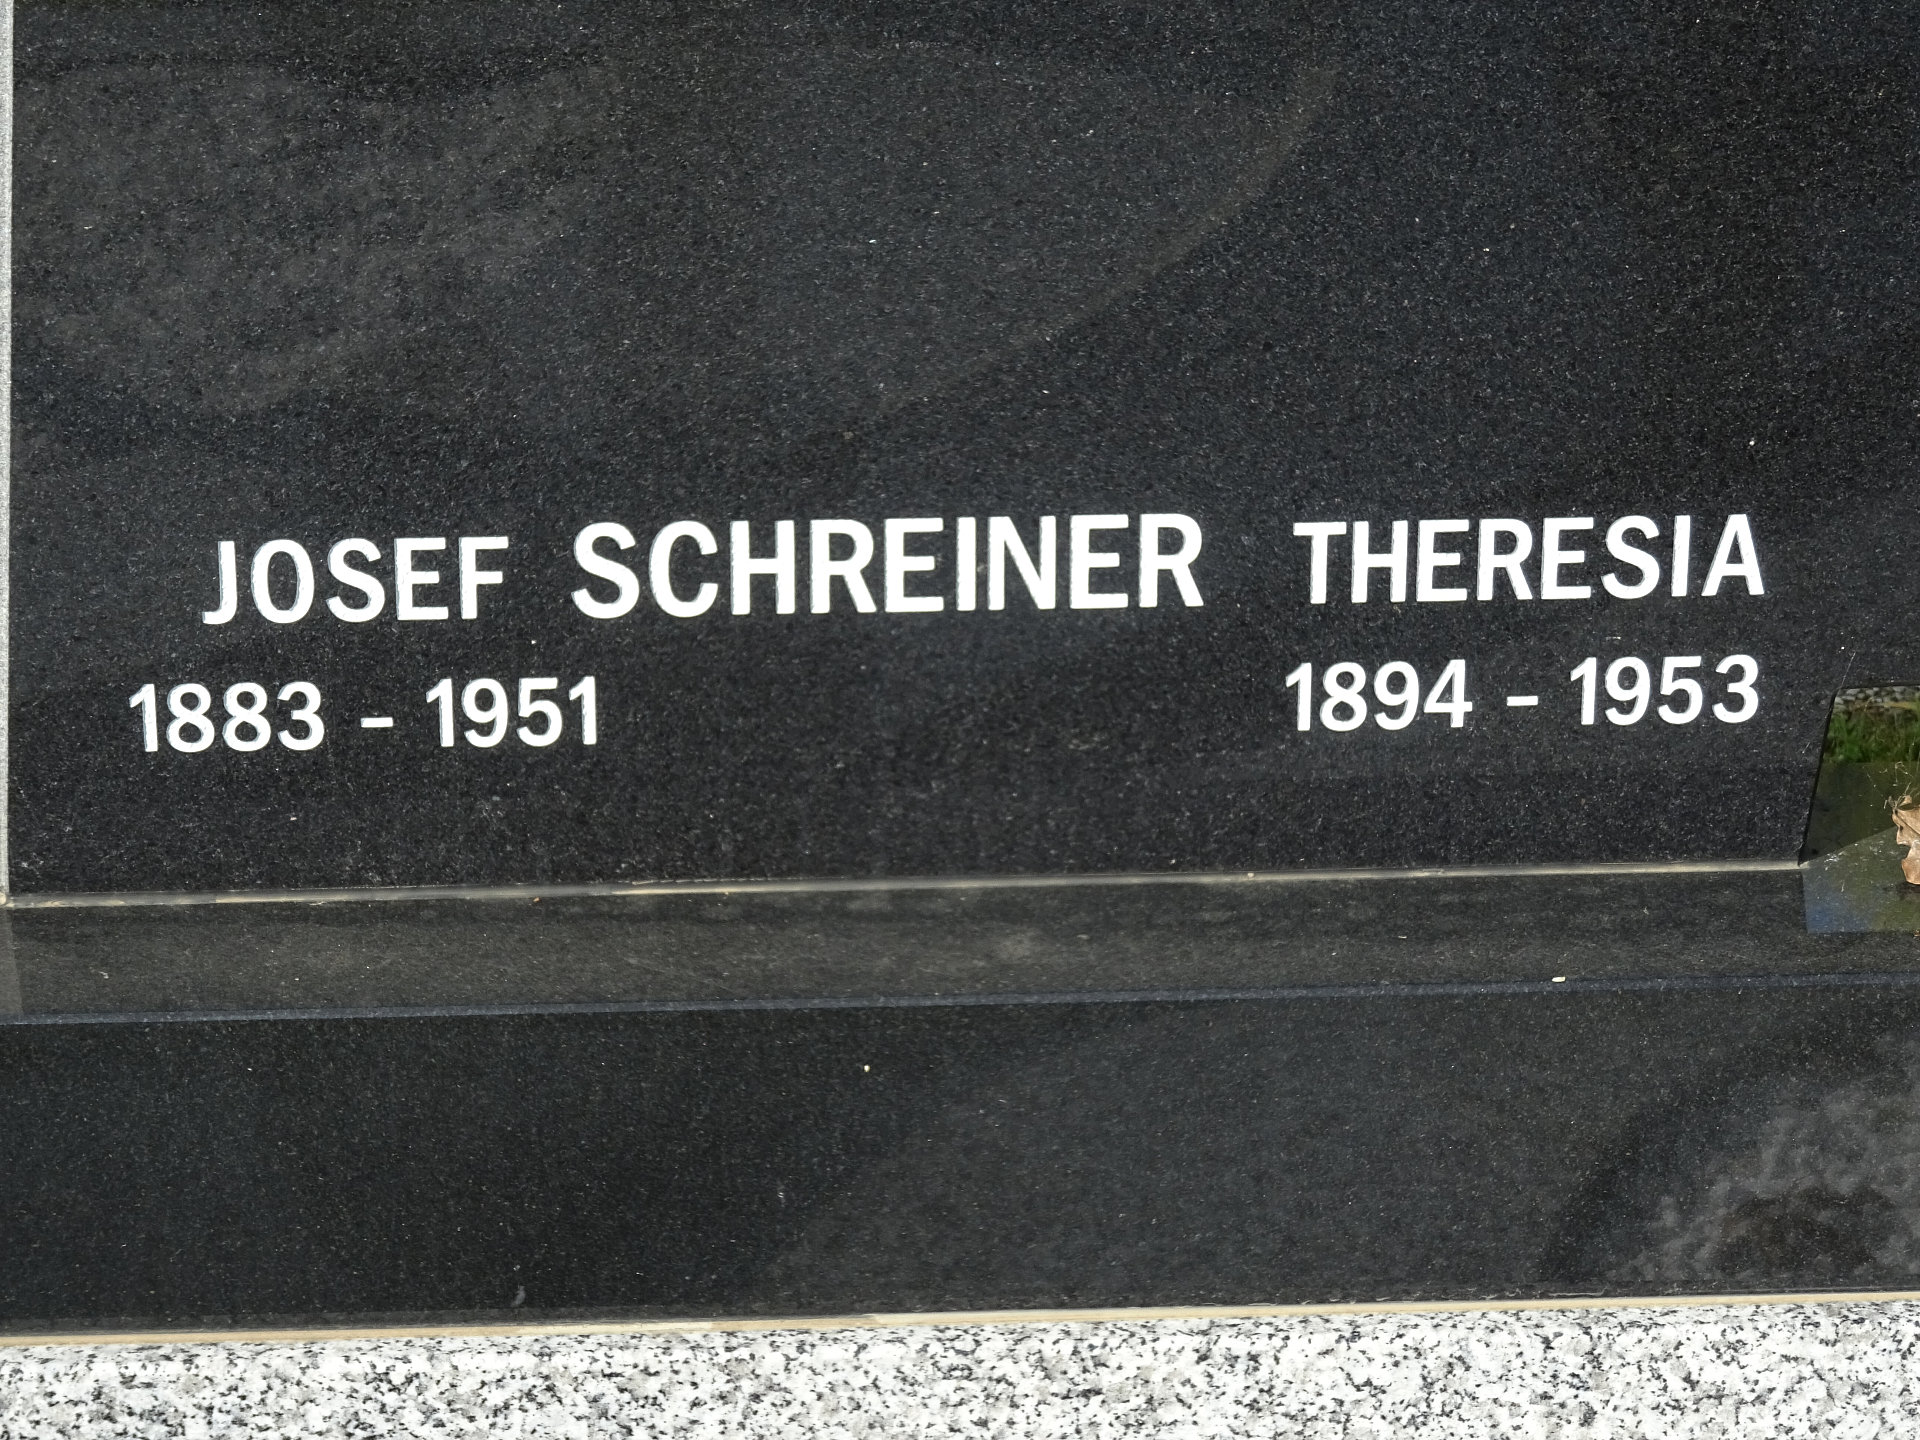 JOSEF SCHREINER THERESIA
1883 - 1951 1894 - 1953